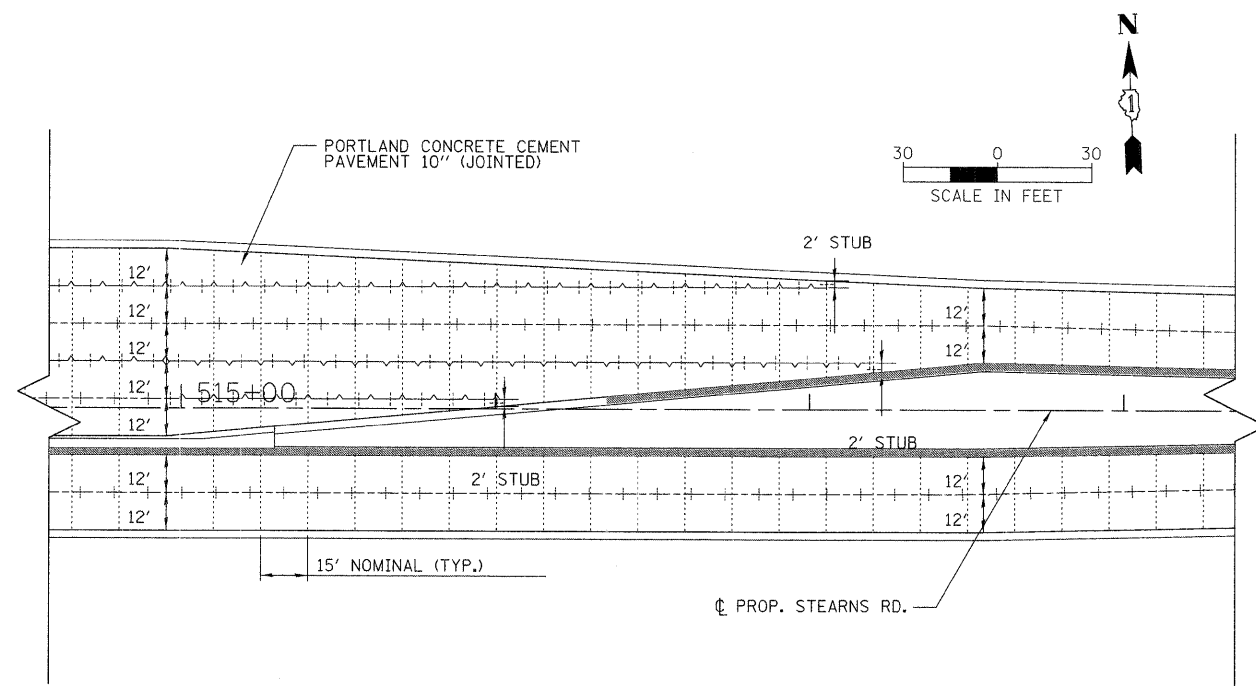 N
1
30 0 30
SCALE IN FEET
PORTLAND CONCRETE CEMENT
PAVEMENT 10" (JOINTED)
2' STUB
12'
12'
12'
12'
12'
12'
515+00
2' STUB
2' STUB
12'
12'
12'
12'
15' NOMINAL (TYP.)
℄ PROP. STEARNS RD.